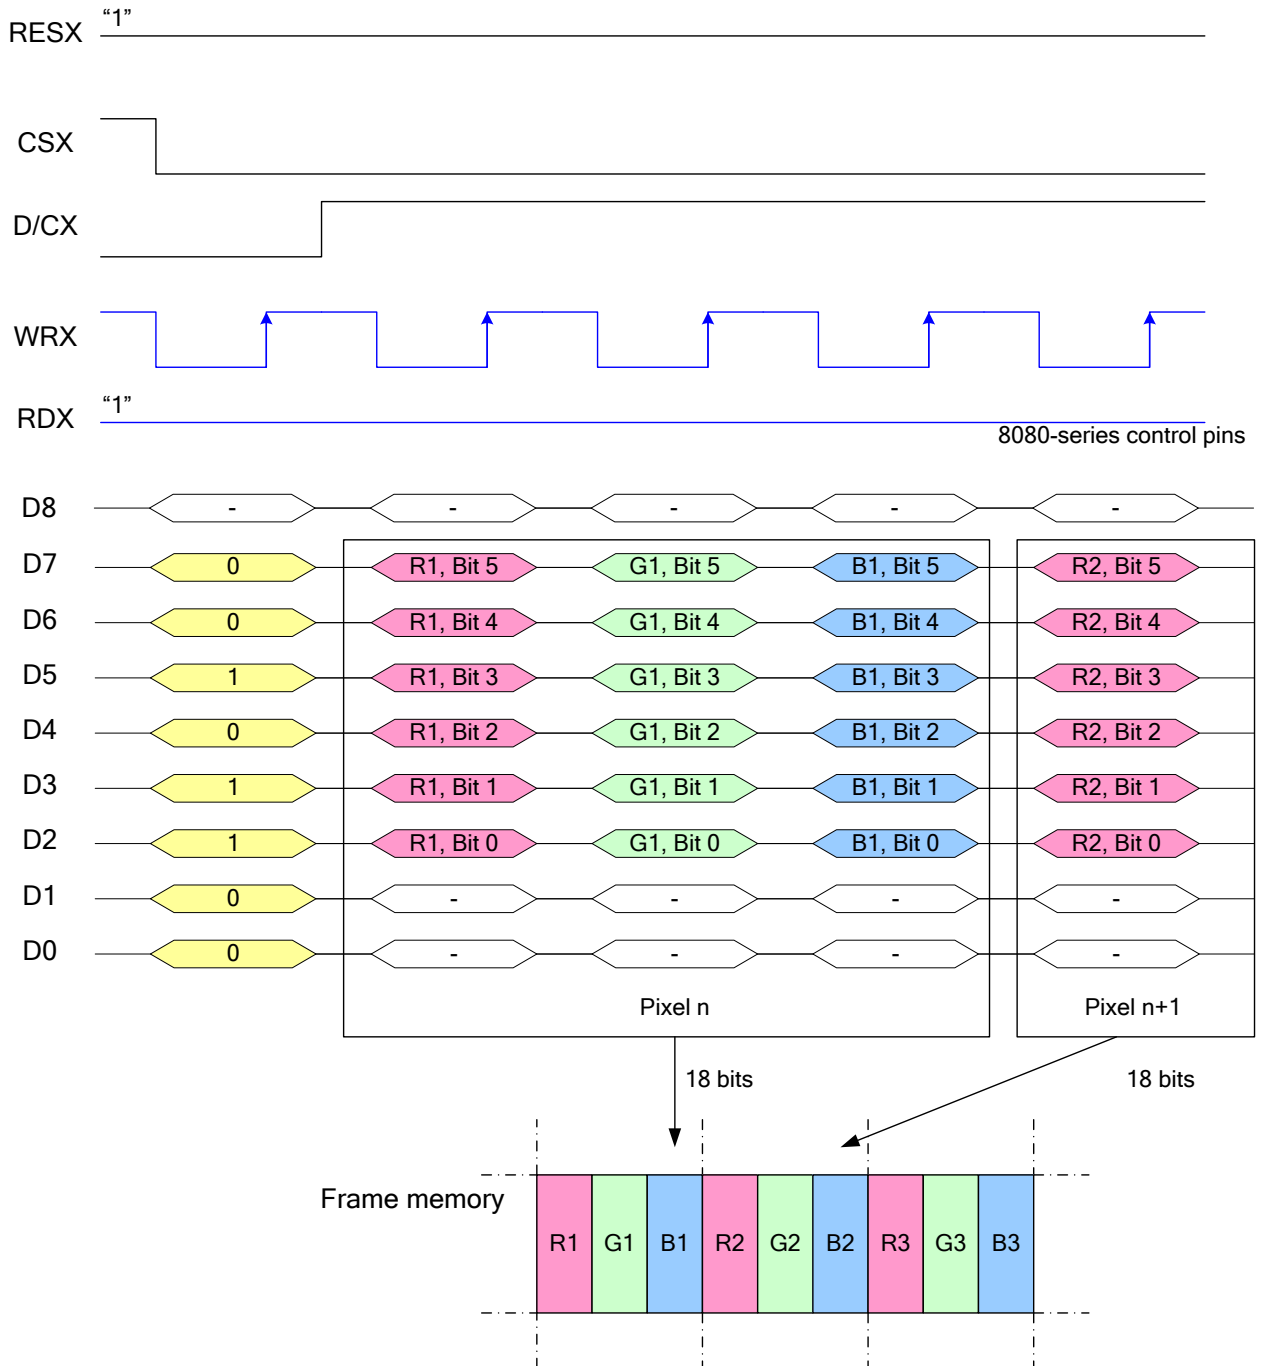 RESX “1”
CSX
D/CX
WRX
RDX “1”
8080-series control pins
D8 - - - - -
D7 0 R1, Bit 5 G1, Bit 5 B1, Bit 5 R2, Bit 5
D6 0 R1, Bit 4 G1, Bit 4 B1, Bit 4 R2, Bit 4
D5 1 R1, Bit 3 G1, Bit 3 B1, Bit 3 R2, Bit 3
D4 0 R1, Bit 2 G1, Bit 2 B1, Bit 2 R2, Bit 2
D3 1 R1, Bit 1 G1, Bit 1 B1, Bit 1 R2, Bit 1
D2 1 R1, Bit 0 G1, Bit 0 B1, Bit 0 R2, Bit 0
D1 0 - - - -
D0 0 - - - -
Pixel n Pixel n+1
18 bits 18 bits
Frame memory
R1 G1 B1 R2 G2 B2 R3 G3 B3